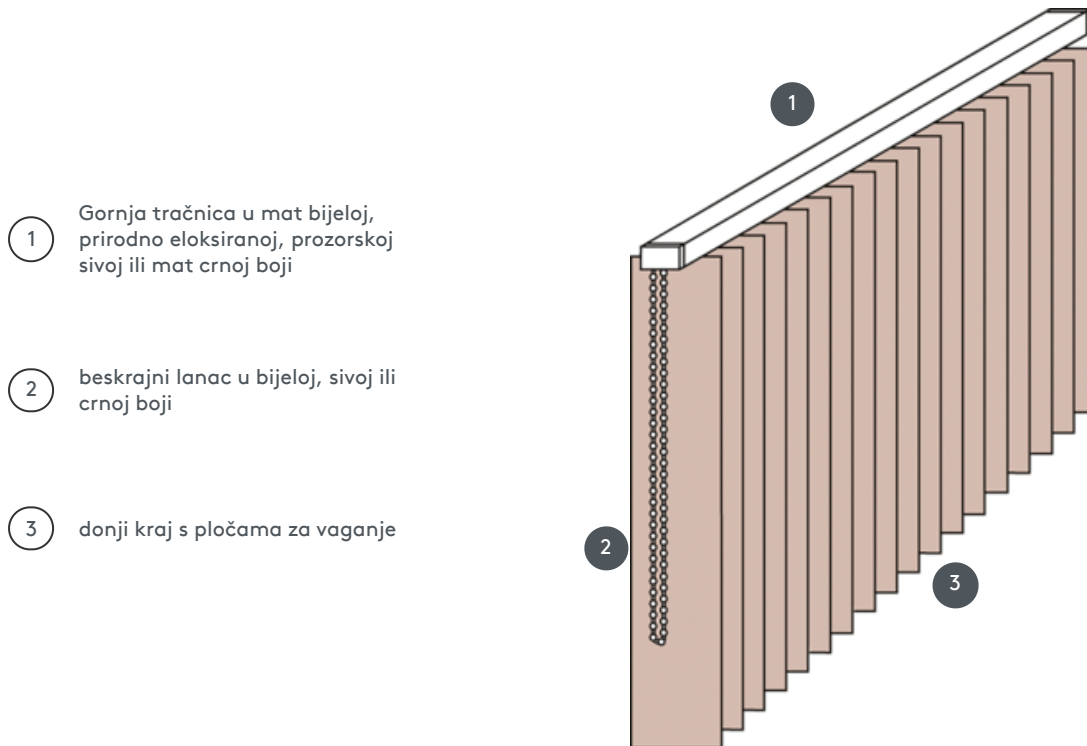 1
Gornja tračnica u mat bijeloj,
prirodno eloksiranoj, prozorskoj
sivoj ili mat crnoj boji
2
beskrajni lanac u bijeloj, sivoj ili
crnoj boji
3
donji kraj s pločama za vaganje
1
2
3